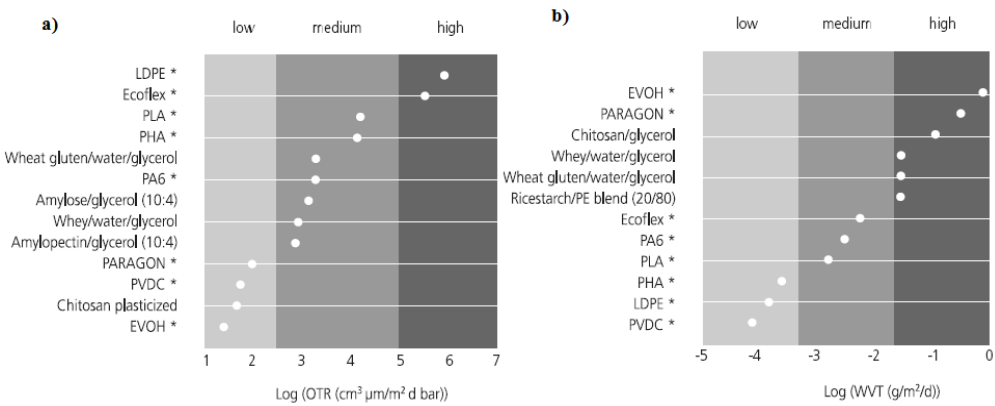 a)
low medium high
LDPE *
Ecoflex *
PLA *
PHA *
Wheat gluten/water/glycerol
PA6 *
Amylose/glycerol (10:4)
Whey/water/glycerol
Amylopectin/glycerol (10:4)
PARAGON *
PVDC *
Chitosan plasticized
EVOH *
1 2 3 4 5 6 7
Log (OTR (cm³ µm/m² d bar))
b)
low medium high
EVOH *
PARAGON *
Chitosan/glycerol
Whey/water/glycerol
Wheat gluten/water/glycerol
Ricestarch/PE blend (20/80)
Ecoflex *
PA6 *
PLA *
PHA *
LDPE *
PVDC *
-5 -4 -3 -2 -1 0
Log (WVT (g/m²/d)